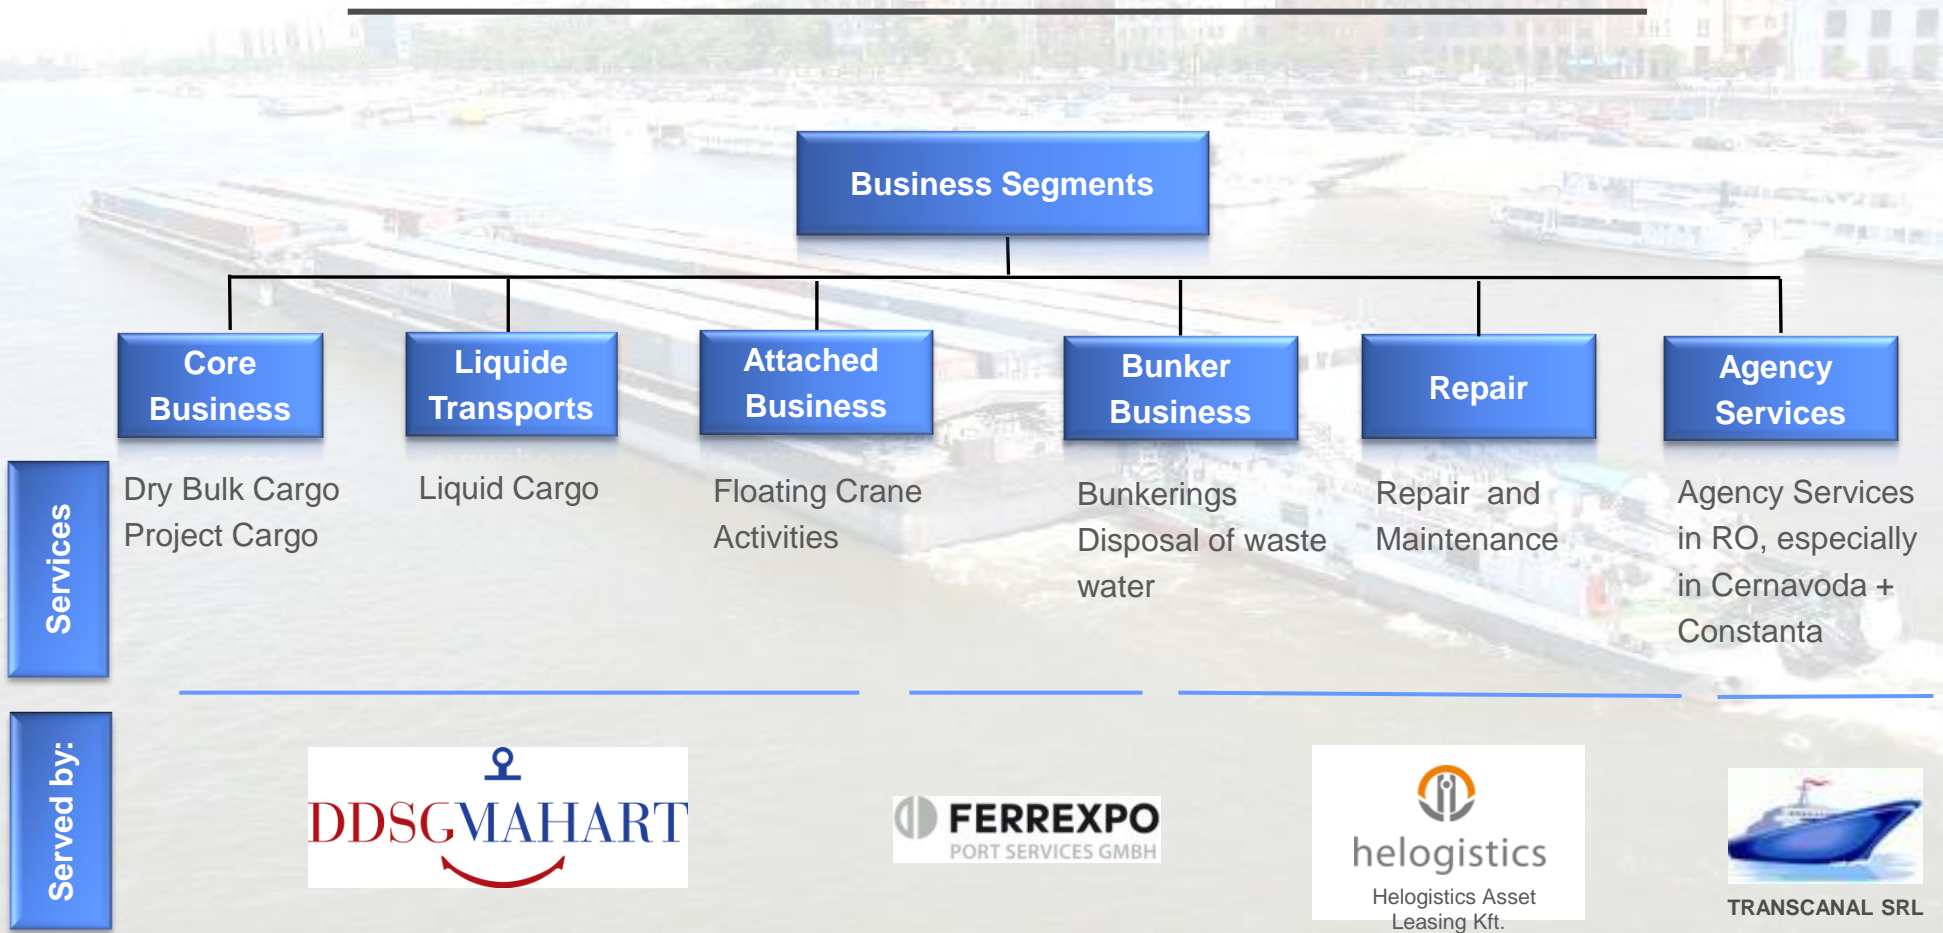 Business Segments
Core
Business
Liquide
Transports
Attached
Business
Bunker
Business
Repair
Agency
Services
Services
Dry Bulk Cargo
Project Cargo
Liquid Cargo
Floating Crane
Activities
Bunkerings
Disposal of waste
water
Repair and
Maintenance
Agency Services
in RO, especially
in Cernavoda +
Constanta
Served by:
DDSGMAHART
FERREXPO
PORT SERVICES GMBH
helogistics
Helogistics Asset
Leasing Kft.
TRANSCANAL SRL